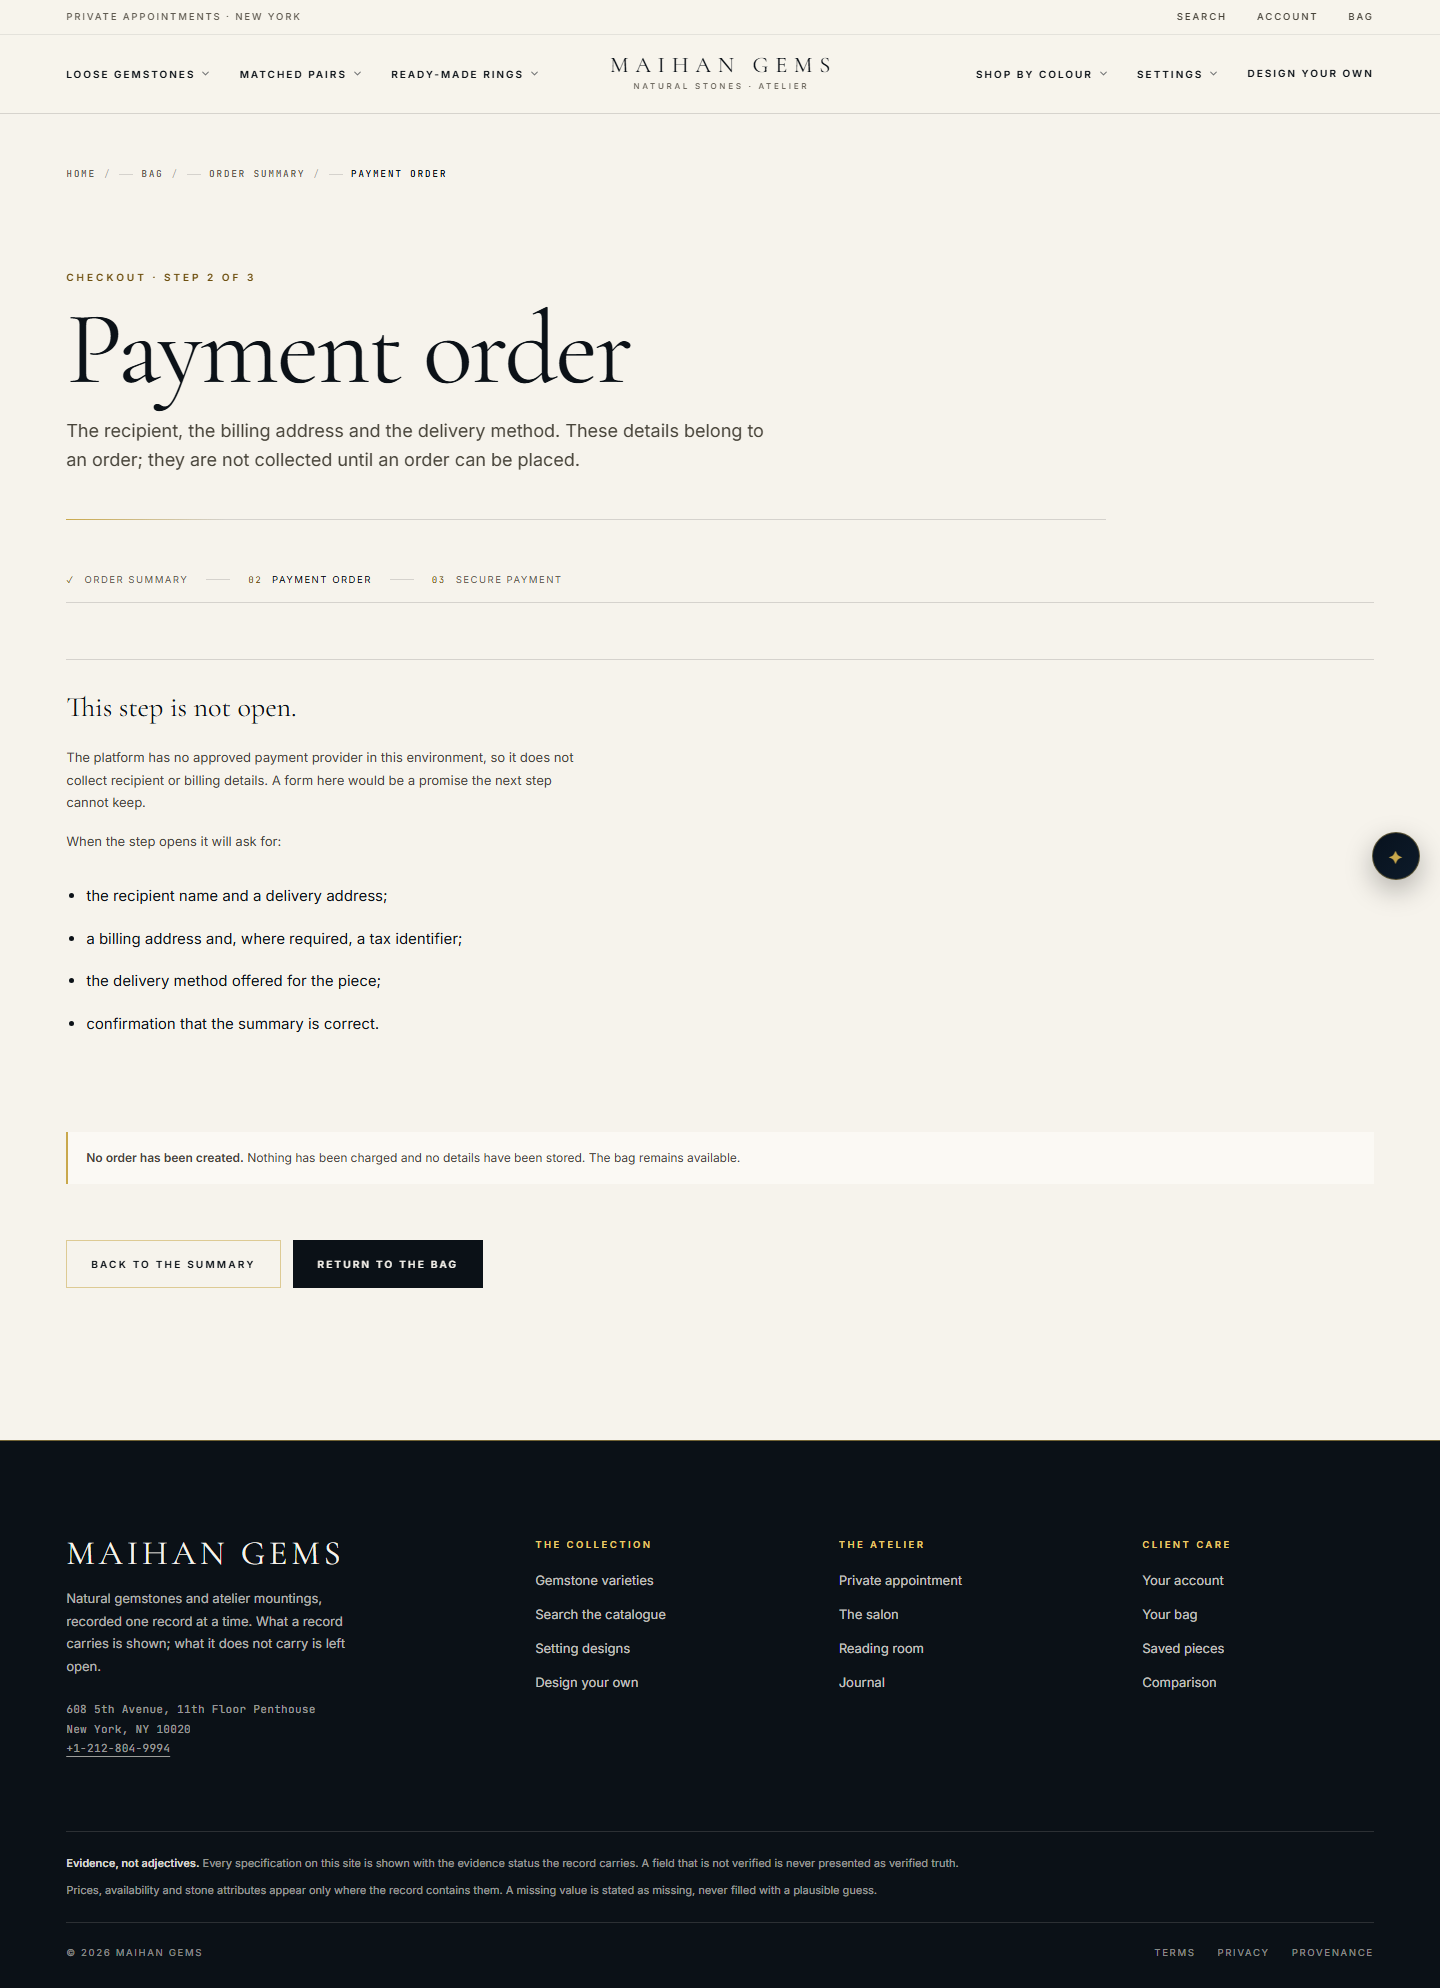 PRIVATE APPOINTMENTS · NEW YORK
SEARCH ACCOUNT BAG
LOOSE GEMSTONES MATCHED PAIRS READY-MADE RINGS
MAIHAN GEMS
NATURAL STONES · ATELIER
SHOP BY COLOUR SETTINGS DESIGN YOUR OWN
HOME / — BAG / — ORDER SUMMARY / — PAYMENT ORDER
CHECKOUT · STEP 2 OF 3
Payment order
The recipient, the billing address and the delivery method. These details belong to
an order; they are not collected until an order can be placed.
✓ ORDER SUMMARY — 02 PAYMENT ORDER — 03 SECURE PAYMENT
This step is not open.
The platform has no approved payment provider in this environment, so it does not
collect recipient or billing details. A form here would be a promise the next step
cannot keep.
When the step opens it will ask for:
• the recipient name and a delivery address;
• a billing address and, where required, a tax identifier;
• the delivery method offered for the piece;
• confirmation that the summary is correct.
No order has been created. Nothing has been charged and no details have been stored. The bag remains available.
BACK TO THE SUMMARY
RETURN TO THE BAG
MAIHAN GEMS
Natural gemstones and atelier mountings,
recorded one record at a time. What a record
carries is shown; what it does not carry is left
open.
608 5th Avenue, 11th Floor Penthouse
New York, NY 10020
+1-212-804-9994
THE COLLECTION
Gemstone varieties
Search the catalogue
Setting designs
Design your own
THE ATELIER
Private appointment
The salon
Reading room
Journal
CLIENT CARE
Your account
Your bag
Saved pieces
Comparison
Evidence, not adjectives. Every specification on this site is shown with the evidence status the record carries. A field that is not verified is never presented as verified truth.
Prices, availability and stone attributes appear only where the record contains them. A missing value is stated as missing, never filled with a plausible guess.
© 2026 MAIHAN GEMS
TERMS PRIVACY PROVENANCE